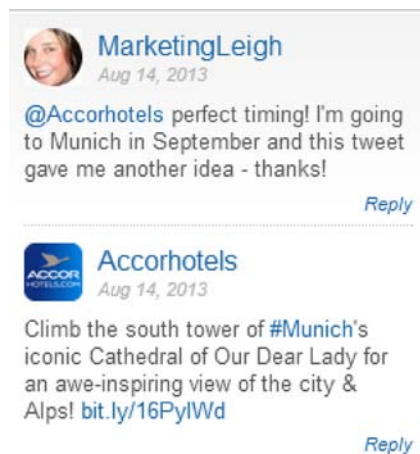 MarketingLeigh
Aug 14, 2013
@Accorhotels perfect timing! I'm going
to Munich in September and this tweet
gave me another idea - thanks!
Reply
ACCOR
HOTELS.COM
Accorhotels
Aug 14, 2013
Climb the south tower of #Munich's
iconic Cathedral of Our Dear Lady for
an awe-inspiring view of the city &
Alps! bit.ly/16PylWd
Reply